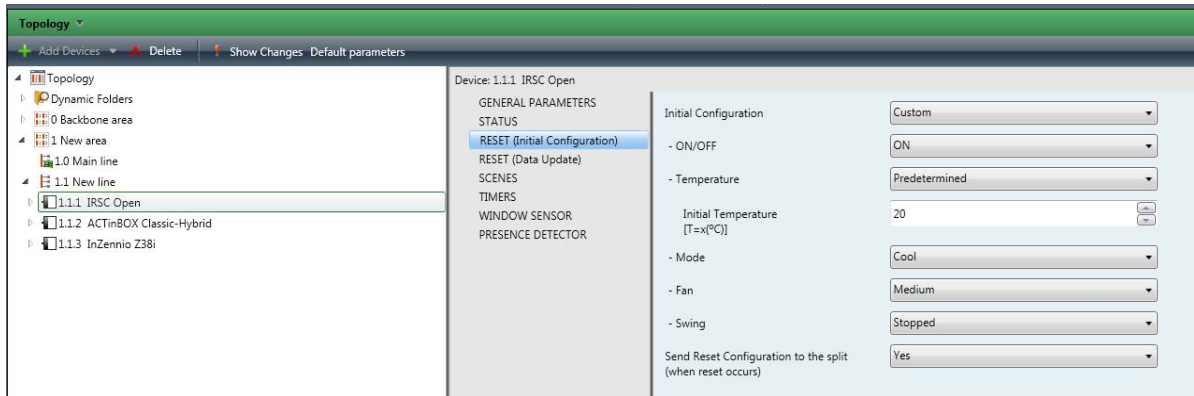 Topology
Add Devices Delete Show Changes Default parameters
Topology
Dynamic Folders
0 Backbone area
1 New area
1.0 Main line
1.1 New line
1.1.1 IRSC Open
1.1.2 ACTinBOX Classic-Hybrid
1.1.3 InZennio Z38i
Device: 1.1.1 IRSC Open
GENERAL PARAMETERS
STATUS
RESET (Initial Configuration)
RESET (Data Update)
SCENES
TIMERS
WINDOW SENSOR
PRESENCE DETECTOR
Initial Configuration Custom
- ON/OFF ON
- Temperature Predetermined
Initial Temperature 20
[T=x(ºC)]
- Mode Cool
- Fan Medium
- Swing Stopped
Send Reset Configuration to the split Yes
(when reset occurs)